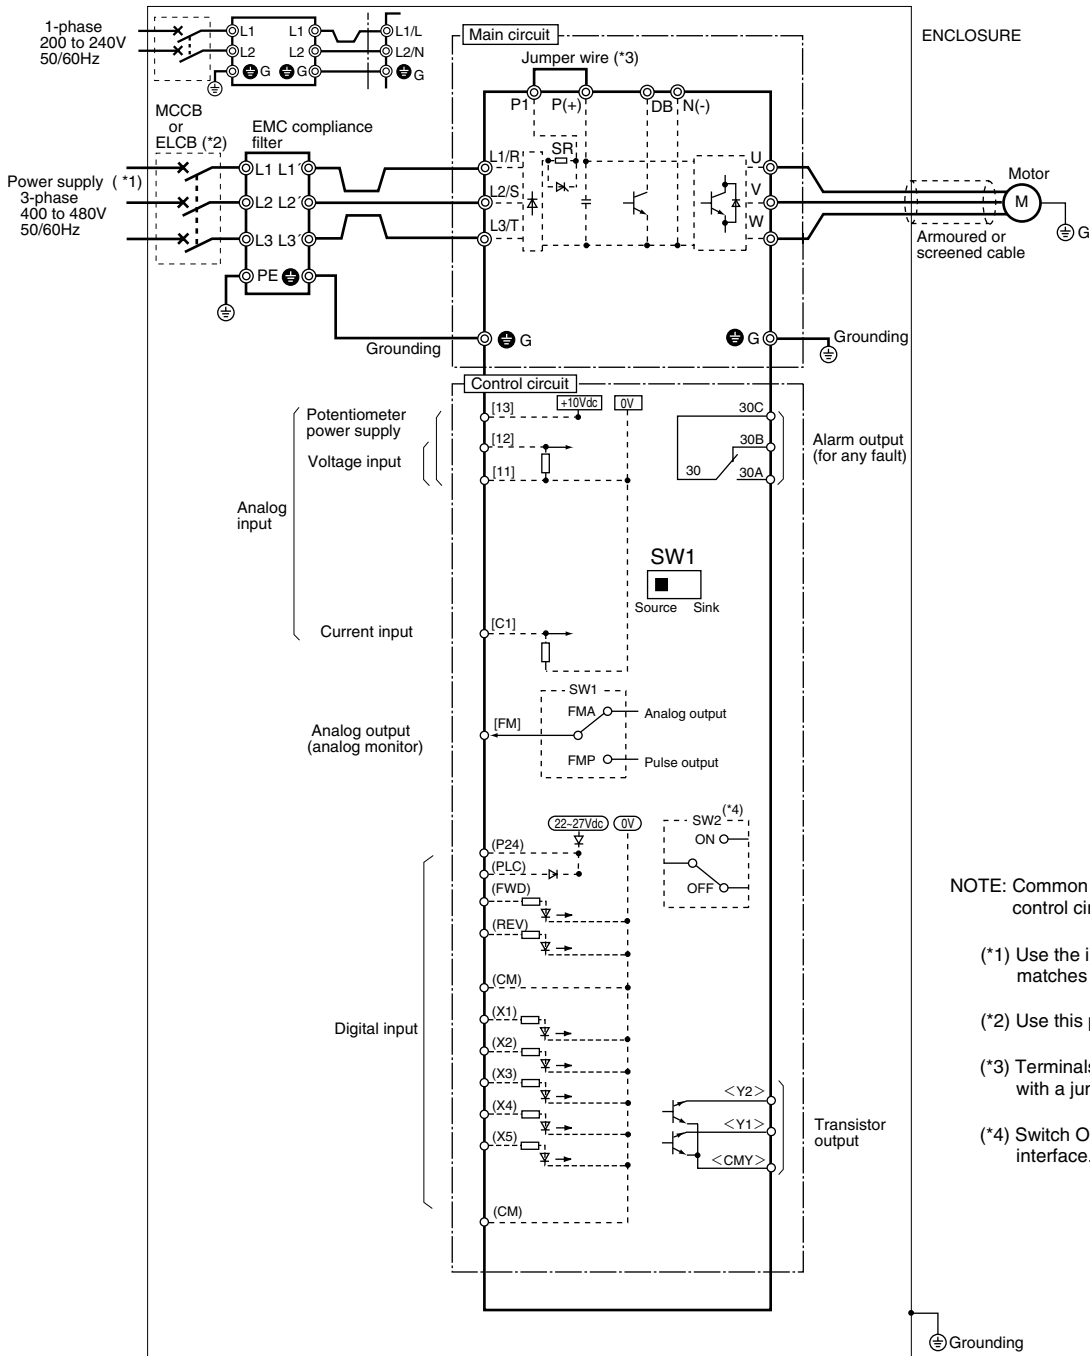 1-phase
200 to 240V
50/60Hz
L1 L1 L1/L
L2 L2 L2/N
G G G
MCCB
or
ELCB (*2)
EMC compliance
filter
Power supply (*1)
3-phase
400 to 480V
50/60Hz
L1 L1´
L2 L2´
L3 L3´
PE
Main circuit
Jumper wire (*3)
P1 P(+) DB N(-)
L1/R
L2/S
L3/T
SR
U
V
W
ENCLOSURE
Motor
M
G
Armoured or
screened cable
Grounding
G
G
Grounding
Control circuit
Potentiometer
power supply
Voltage input
Analog
input
Current input
[13]
+10Vdc 0V
[12]
[11]
[C1]
30C
30B
30
30A
Alarm output
(for any fault)
SW1
Source Sink
Analog output
(analog monitor)
[FM]
SW1
FMA
Analog output
FMP
Pulse output
22~27Vdc 0V
(P24)
(PLC)
(FWD)
(REV)
(CM)
(X1)
(X2)
(X3)
(X4)
(X5)
(CM)
Digital input
(*4)
SW2
ON
OFF
<Y2>
<Y1>
<CMY>
Transistor
output
NOTE: Common
control ci
(*1) Use the i
matches
(*2) Use this
(*3) Terminals
with a ju
(*4) Switch O
interface.
Grounding